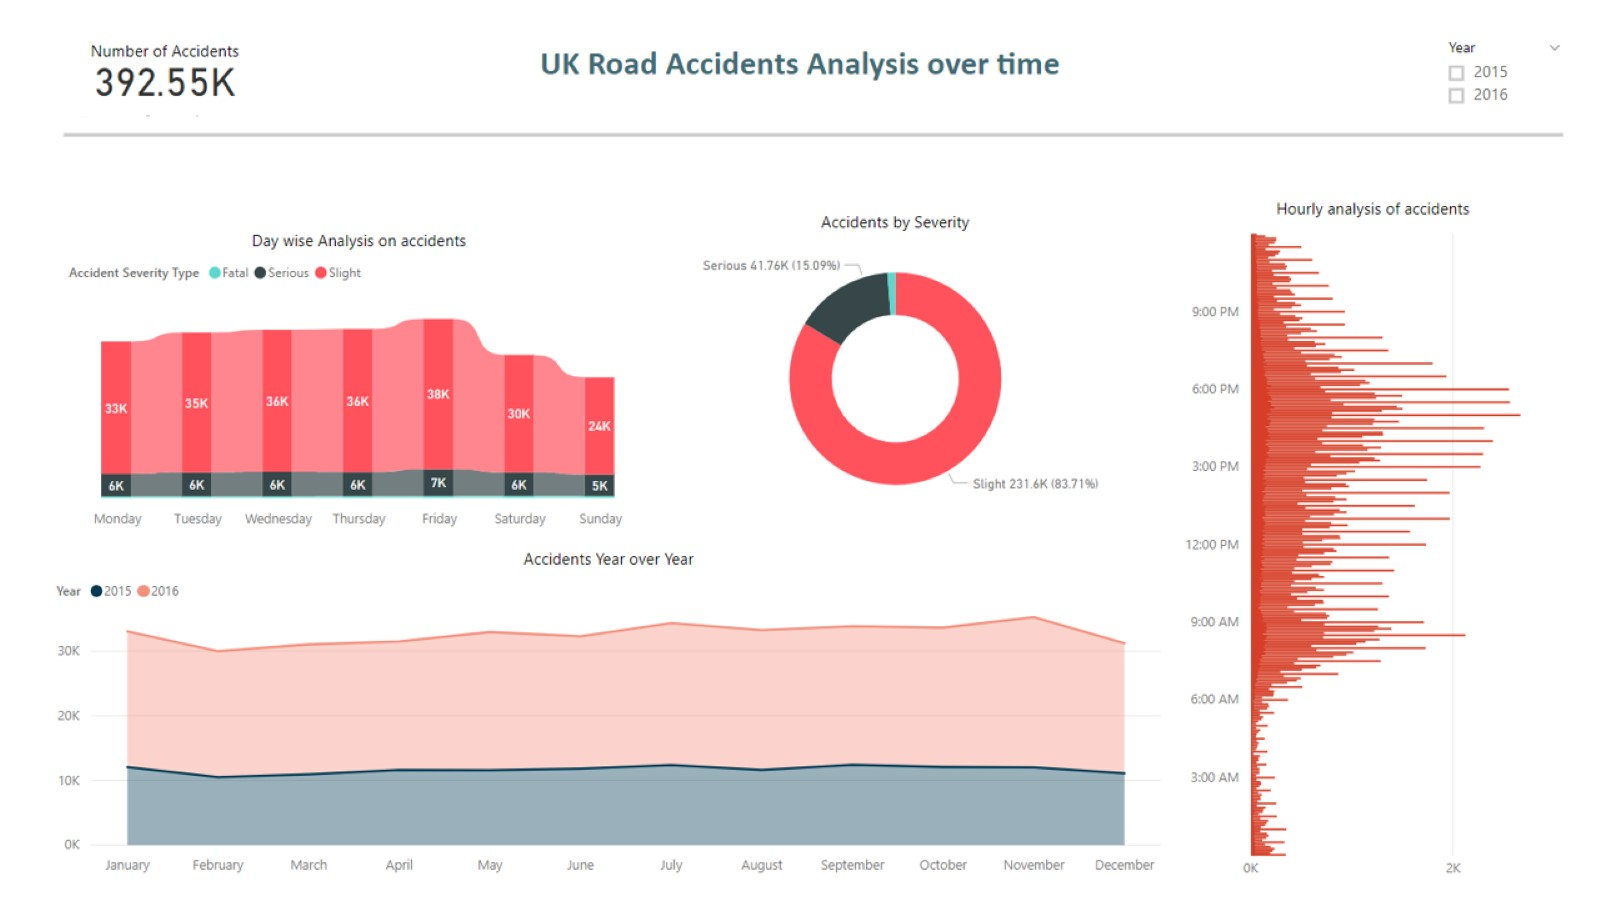 Number of Accidents
392.55K
UK Road Accidents Analysis over time
Year
2015
2016
Day wise Analysis on accidents
Accident Severity Type Fatal Serious Slight
33K 35K 36K 36K 38K 30K 24K
6K 6K 6K 6K 7K 6K 5K
Monday Tuesday Wednesday Thursday Friday Saturday Sunday
Accidents by Severity
Serious 41.76K (15.09%)
Slight 231.6K (83.71%)
Hourly analysis of accidents
9:00 PM
6:00 PM
3:00 PM
12:00 PM
9:00 AM
6:00 AM
3:00 AM
0K 2K
Accidents Year over Year
Year 2015 2016
30K
20K
10K
0K
January February March April May June July August September October November December